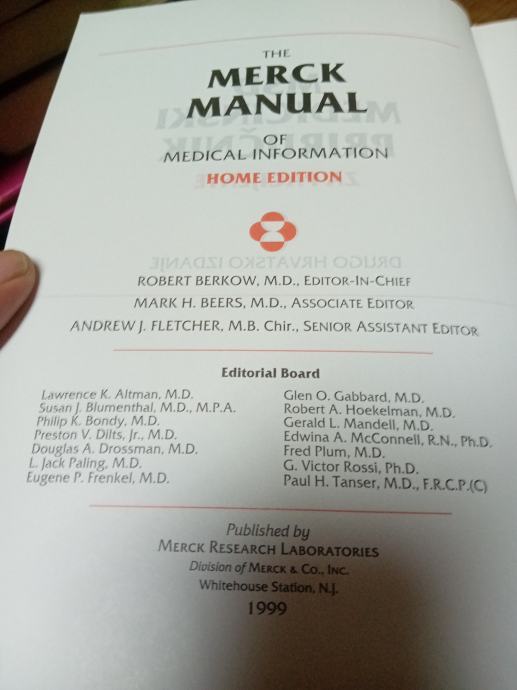 THE
MERCK
MANUAL
OF
MEDICAL INFORMATION
HOME EDITION
ROBERT BERKOW, M.D., EDITOR-IN-CHIEF
MARK H. BEERS, M.D., ASSOCIATE EDITOR
ANDREW J. FLETCHER, M.B. Chir., SENIOR ASSISTANT EDITOR
Editorial Board
Lawrence K. Altman, M.D.
Susan J. Blumenthal, M.D., M.P.A.
Philip K. Bondy, M.D.
Preston V. Dilts, Jr., M.D.
Douglas A. Drossman, M.D.
L. Jack Paling, M.D.
Eugene P. Frenkel, M.D.
Glen O. Gabbard, M.D.
Robert A. Hoekelman, M.D.
Gerald L. Mandell, M.D.
Edwina A. McConnell, R.N., Ph.D.
Fred Plum, M.D.
G. Victor Rossi, Ph.D.
Paul H. Tanser, M.D., F.R.C.P.(C)
Published by
MERCK RESEARCH LABORATORIES
Division of MERCK & CO., INC.
Whitehouse Station, N.J.
1999